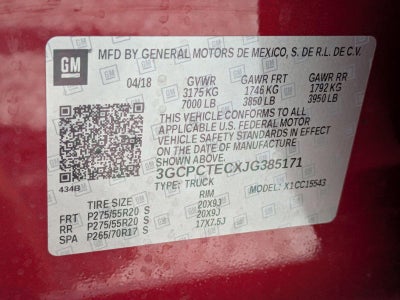 GM
MFD BY GENERAL MOTORS DE MEXICO, S. DE R.L. DE C.V.
04/18 GVWR GAWR FRT GAWR RR
3175 KG 1746 KG 1792 KG
7000 LB 3850 LB 3950 LB
THIS VEHICLE CONFORMS TO ALL APPLICABLE
U.S. FEDERAL MOTOR
VEHICLE SAFETY STANDARDS IN EFFECT
ON THE DATE OF MANUFACTURE
SHOWN ABOVE.
3GCPCTECXJG385171
434B
TYPE: TRUCK MODEL: X1CC15543
TIRE SIZE RIM
FRT P275/55R20 S 20X9J
RR P275/55R20 S 20X9J
SPA P265/70R17 S 17X7.5J